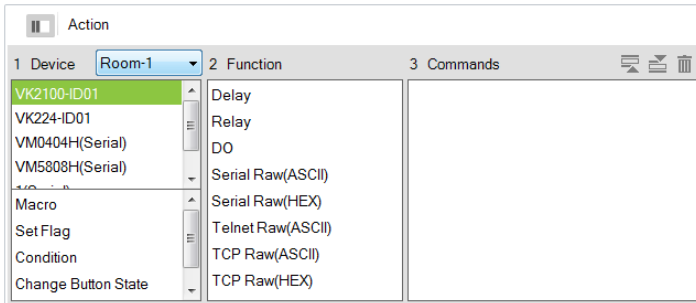 Action
1 Device Room-1 2 Function 3 Commands
VK2100-ID01
VK224-ID01
VM0404H(Serial)
VM5808H(Serial)
Macro
Set Flag
Condition
Change Button State
Delay
Relay
DO
Serial Raw(ASCII)
Serial Raw(HEX)
Telnet Raw(ASCII)
TCP Raw(ASCII)
TCP Raw(HEX)